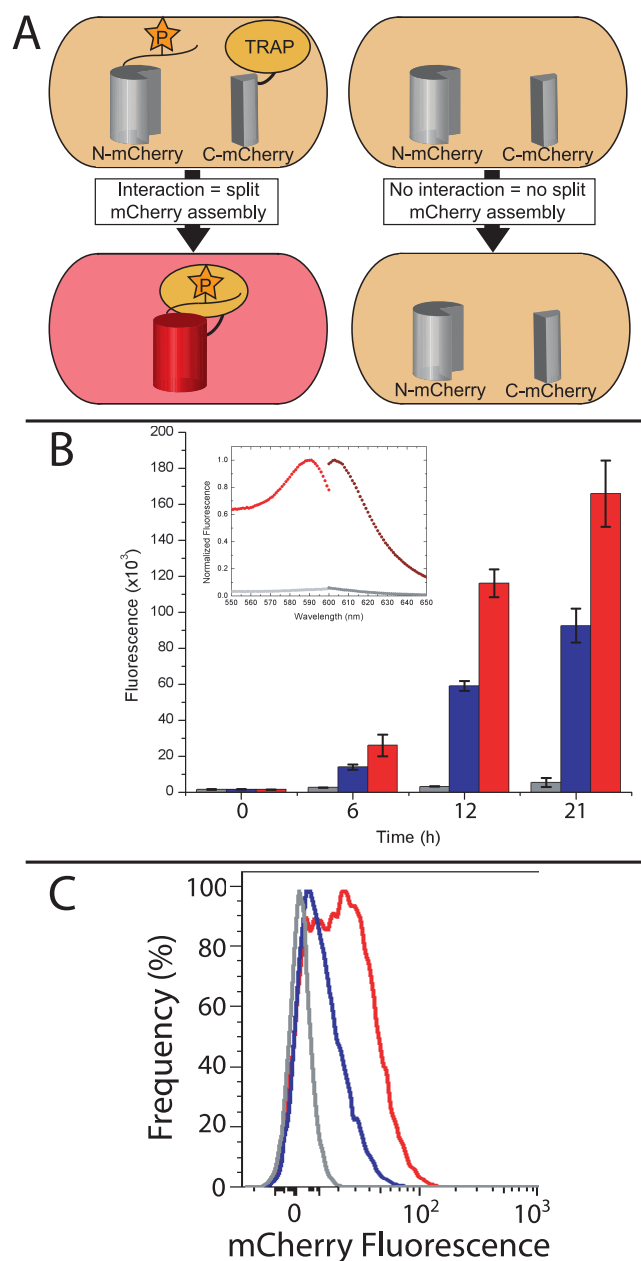 A
P
TRAP
N-mCherry
C-mCherry
N-mCherry
C-mCherry
Interaction = split
mCherry assembly
No interaction = no split
mCherry assembly
P
N-mCherry
C-mCherry
B
200
180
160
140
120
100
80
60
40
20
0
Fluorescence (x10³)
0
6
12
21
Time (h)
1.0
0.8
0.6
0.4
0.2
0.0
Normalized Fluorescence
550 560 570 580 590 600 610 620 630 640 650
Wavelength (nm)
C
100
80
60
40
20
0
Frequency (%)
0
10²
10³
mCherry Fluorescence